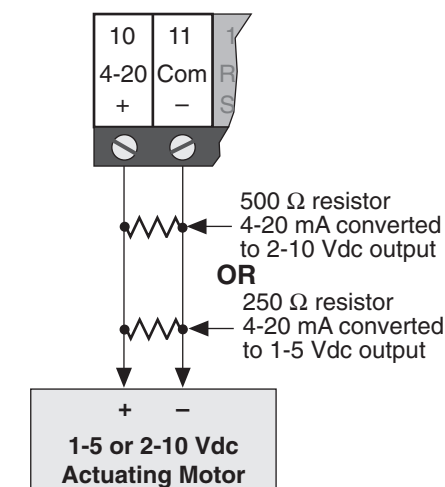 10 11 1
4-20 Com R
+ – S
500 Ω resistor
4-20 mA converted
to 2-10 Vdc output
OR
250 Ω resistor
4-20 mA converted
to 1-5 Vdc output
+ –
1-5 or 2-10 Vdc
Actuating Motor